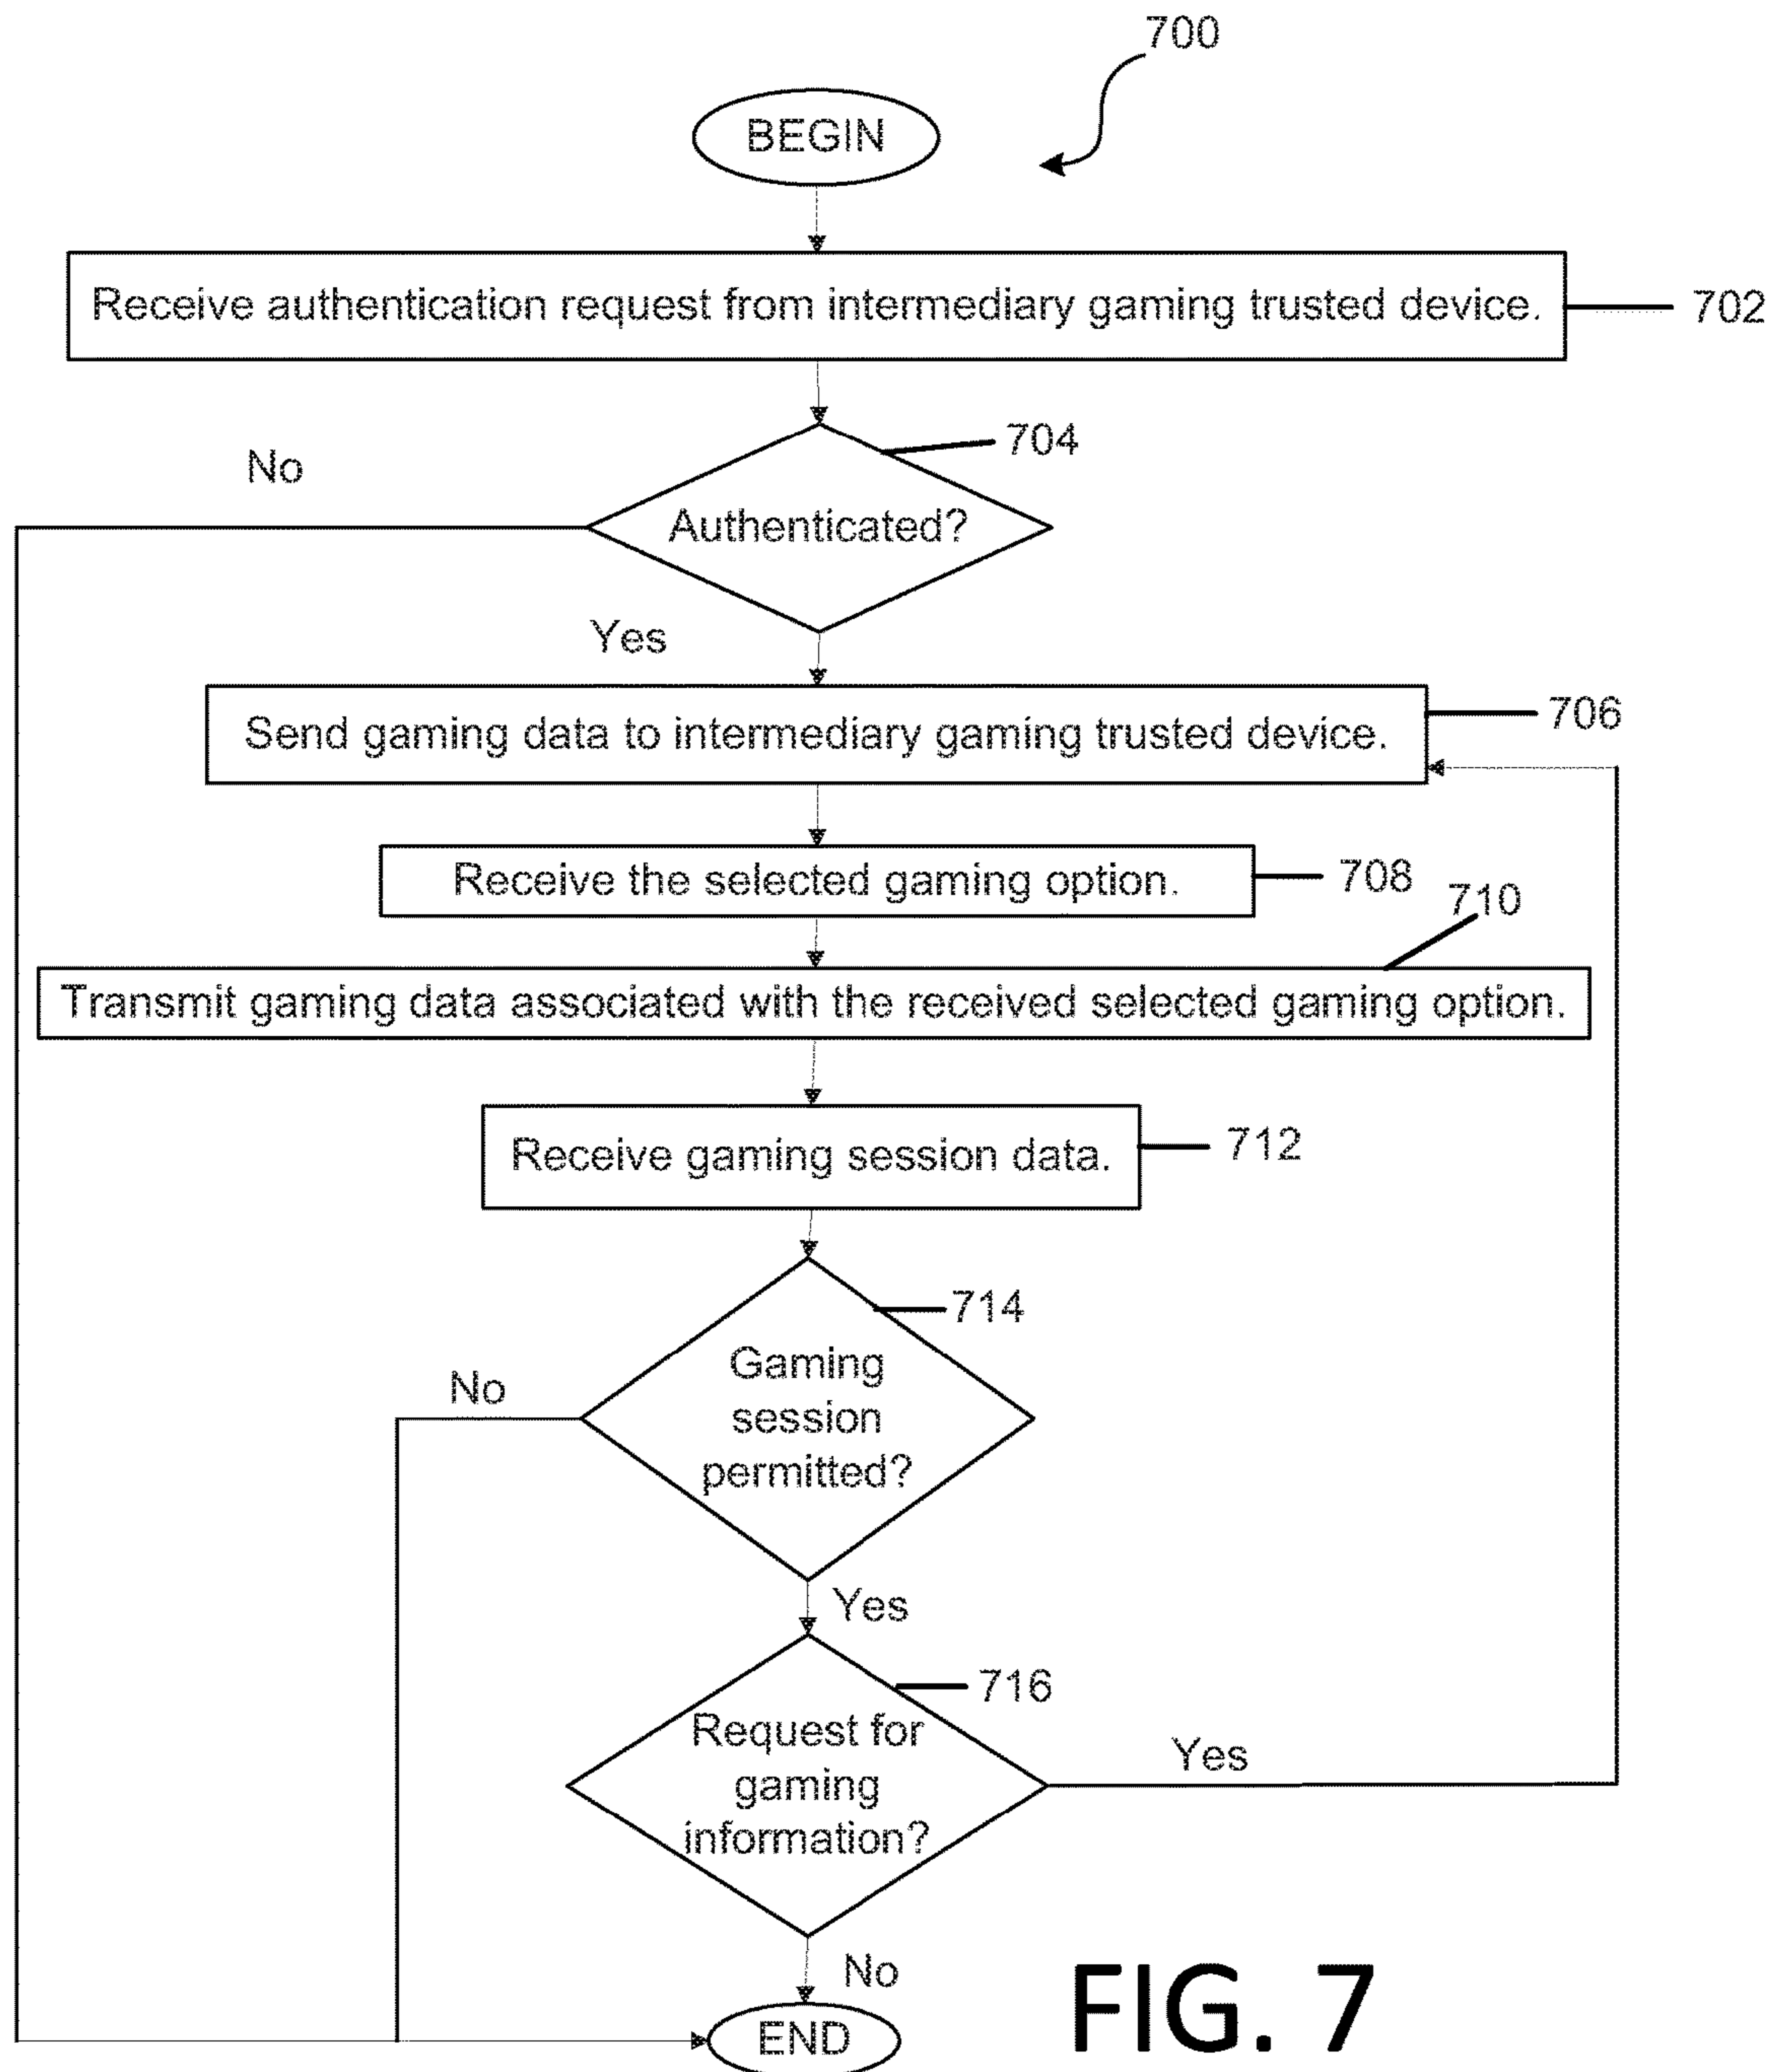 700
BEGIN
Receive authentication request from intermediary gaming trusted device.
702
704
No
Authenticated?
Yes
Send gaming data to intermediary gaming trusted device.
706
Receive the selected gaming option.
708
710
Transmit gaming data associated with the received selected gaming option.
Receive gaming session data.
712
714
Gaming
session
permitted?
No
Yes
716
Request for
gaming
information?
Yes
No
END
FIG. 7